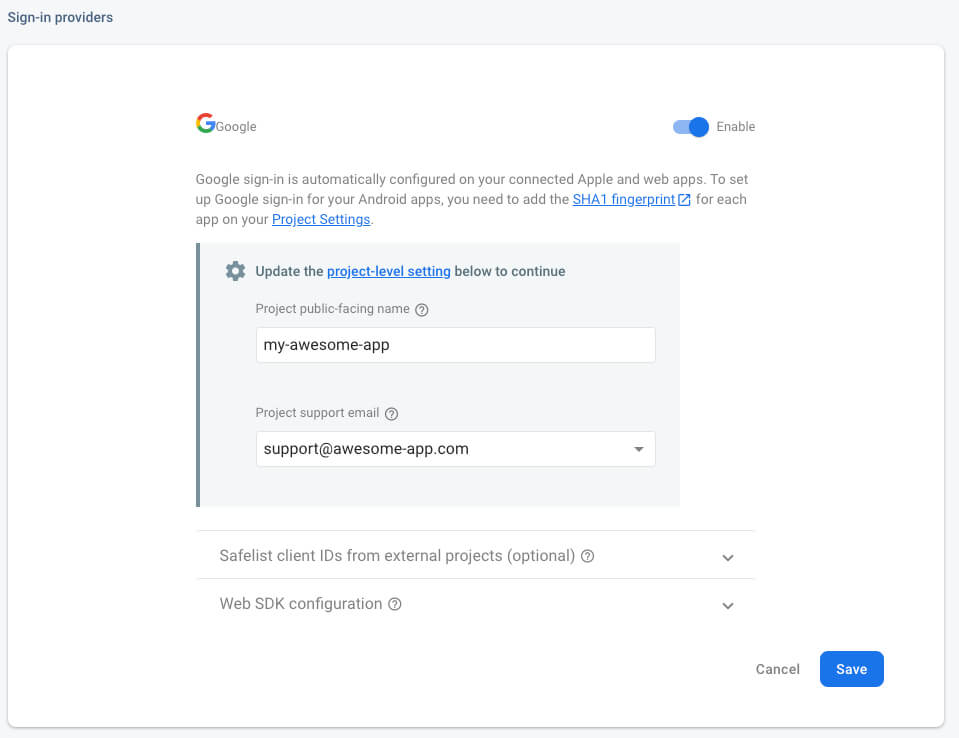 Sign-in providers
Google
Enable
Google sign-in is automatically configured on your connected Apple and web apps. To set
up Google sign-in for your Android apps, you need to add the SHA1 fingerprint for each
app on your Project Settings.
Update the project-level setting below to continue
Project public-facing name
my-awesome-app
Project support email
support@awesome-app.com
Safelist client IDs from external projects (optional)
Web SDK configuration
Cancel
Save